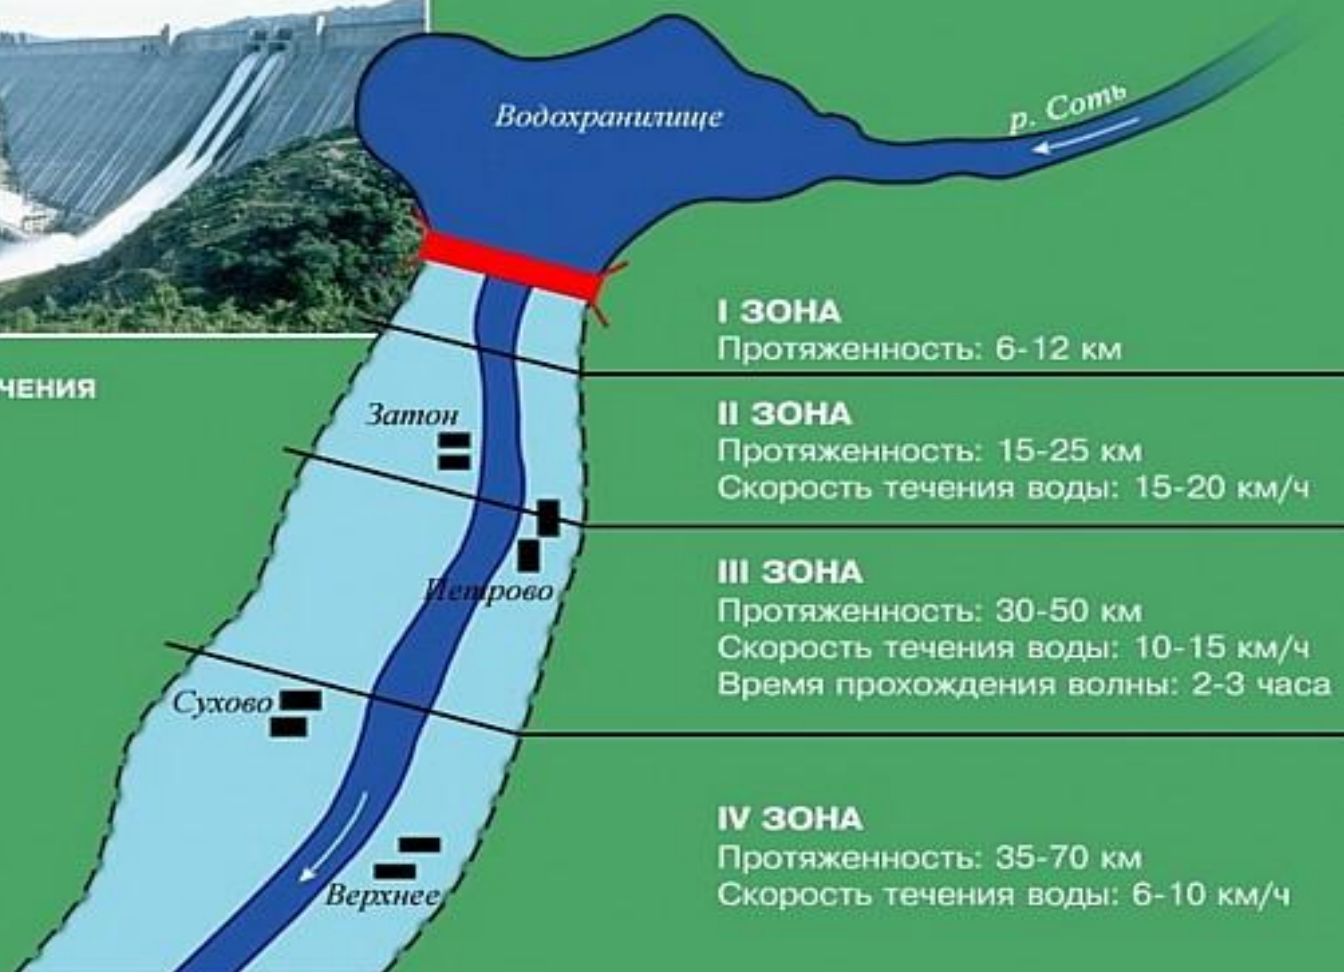 Водохранилище
р. Соть
I ЗОНА
Протяженность: 6-12 км
ЧЕНИЯ
Затон
II ЗОНА
Протяженность: 15-25 км
Скорость течения воды: 15-20 км/ч
Петрово
III ЗОНА
Протяженность: 30-50 км
Скорость течения воды: 10-15 км/ч
Время прохождения волны: 2-3 часа
Сухово
IV ЗОНА
Протяженность: 35-70 км
Скорость течения воды: 6-10 км/ч
Верхнее